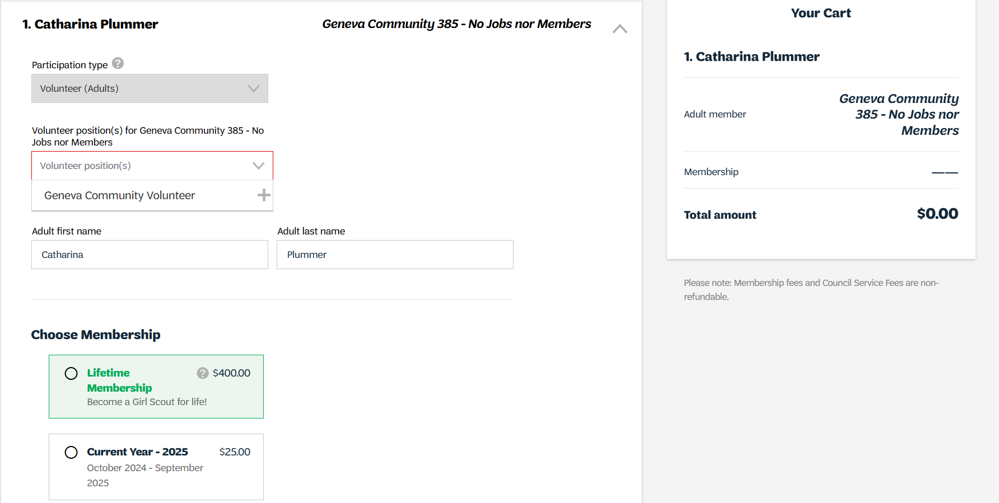 1. Catharina Plummer
Geneva Community 385 - No Jobs nor Members
Participation type ?
Volunteer (Adults)
Volunteer position(s) for Geneva Community 385 - No
Jobs nor Members
Volunteer position(s)
Geneva Community Volunteer
Adult first name
Adult last name
Catharina
Plummer
Choose Membership
Lifetime
Membership
? $400.00
Become a Girl Scout for life!
Current Year - 2025
$25.00
October 2024 - September
2025
Your Cart
1. Catharina Plummer
Adult member
Geneva Community
385 - No Jobs nor
Members
Membership
——
Total amount
$0.00
Please note: Membership fees and Council Service Fees are non-
refundable.